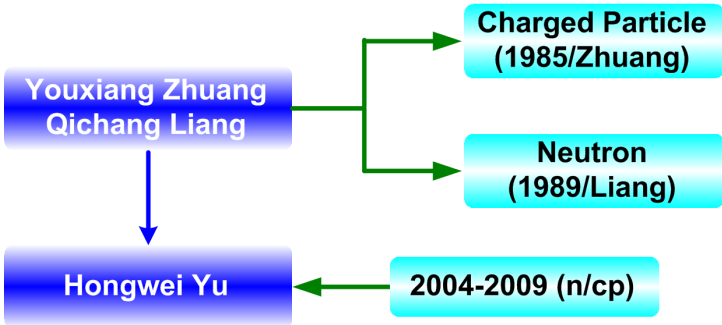 Youxiang Zhuang
Qichang Liang
Charged Particle
(1985/Zhuang)
Neutron
(1989/Liang)
Hongwei Yu
2004-2009 (n/cp)